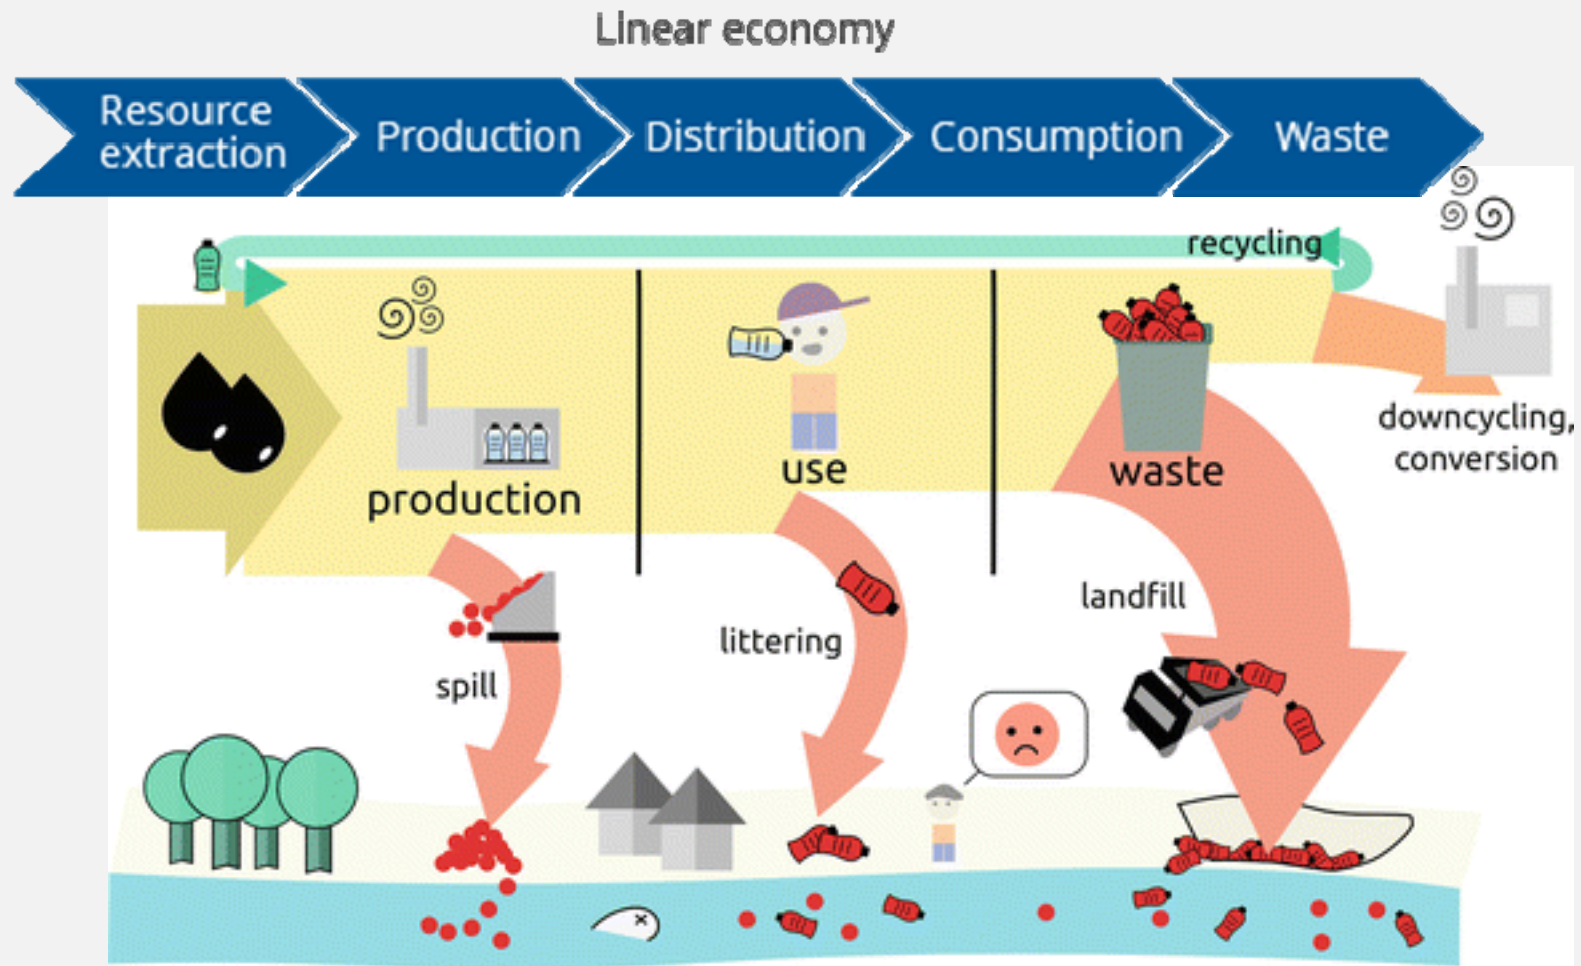 Linear economy
Resource
extraction
Production
Distribution
Consumption
Waste
recycling
production
use
waste
downcycling,
conversion
spill
littering
landfill